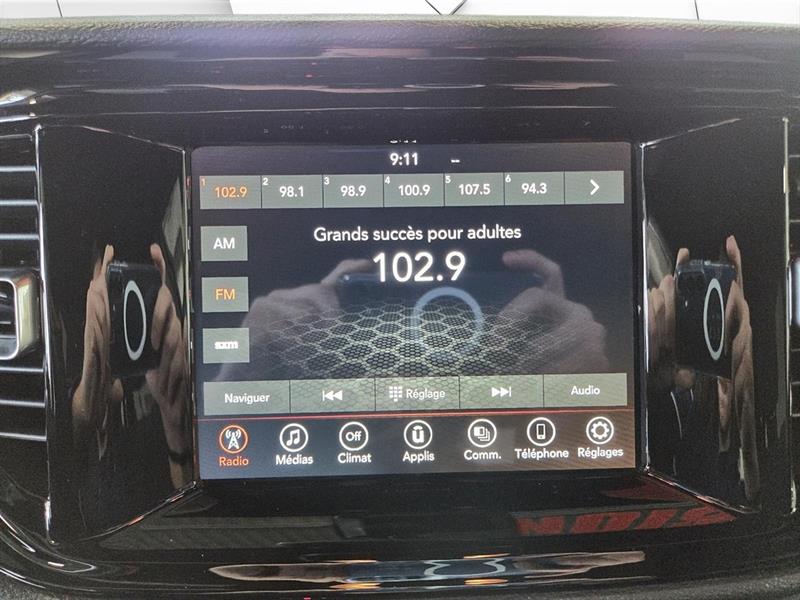 9:11 --
1 102.9 2 98.1 3 98.9 4 100.9 5 107.5 6 94.3
AM
Grands succès pour adultes
102.9
FM
sxm
Naviguer Réglage Audio
Off
Radio Médias Climat Applis Comm. Téléphone Réglages